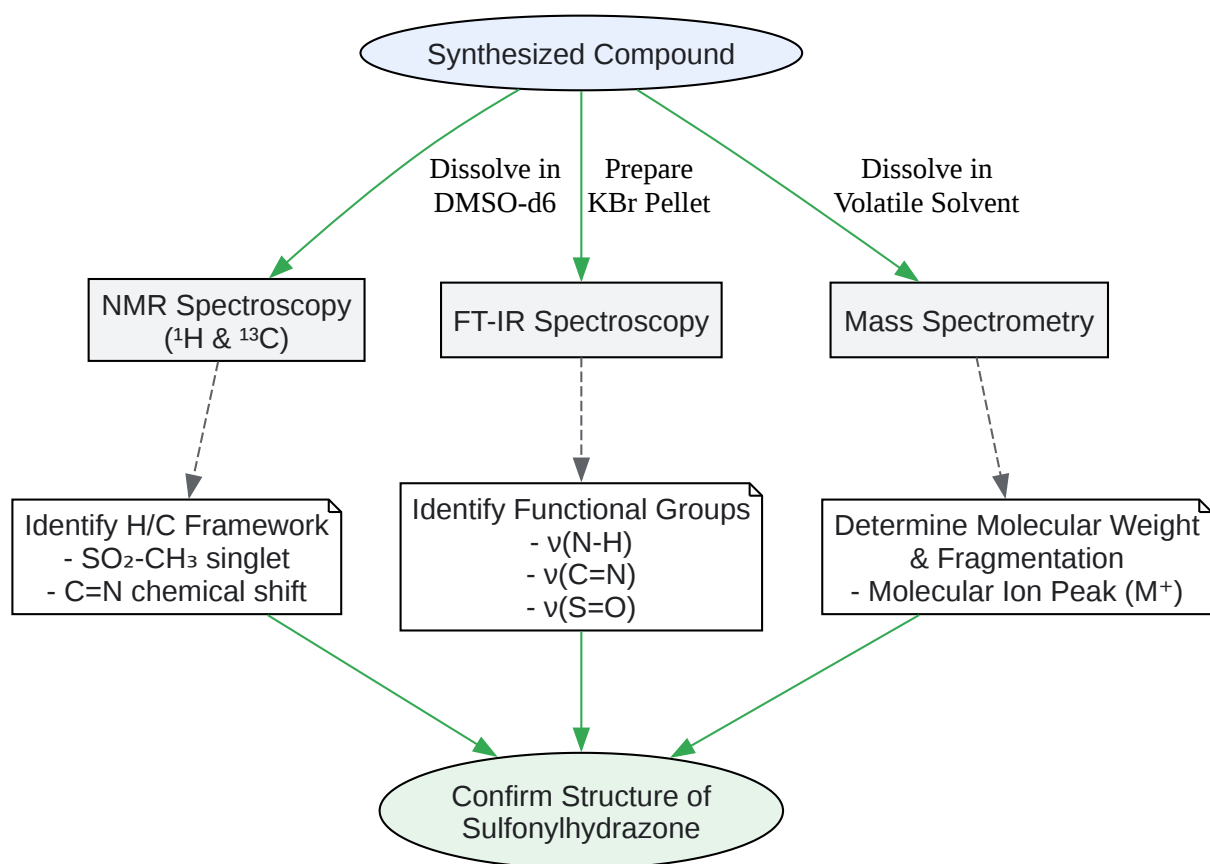 Synthesized Compound
Dissolve in
DMSO-d6
Prepare
KBr Pellet
Dissolve in
Volatile Solvent
NMR Spectroscopy
(¹H & ¹³C)
FT-IR Spectroscopy
Mass Spectrometry
Identify H/C Framework
- SO₂-CH₃ singlet
- C=N chemical shift
Identify Functional Groups
- ν(N-H)
- ν(C=N)
- ν(S=O)
Determine Molecular Weight
& Fragmentation
- Molecular Ion Peak (M⁺)
Confirm Structure of
Sulfonylhydrazone